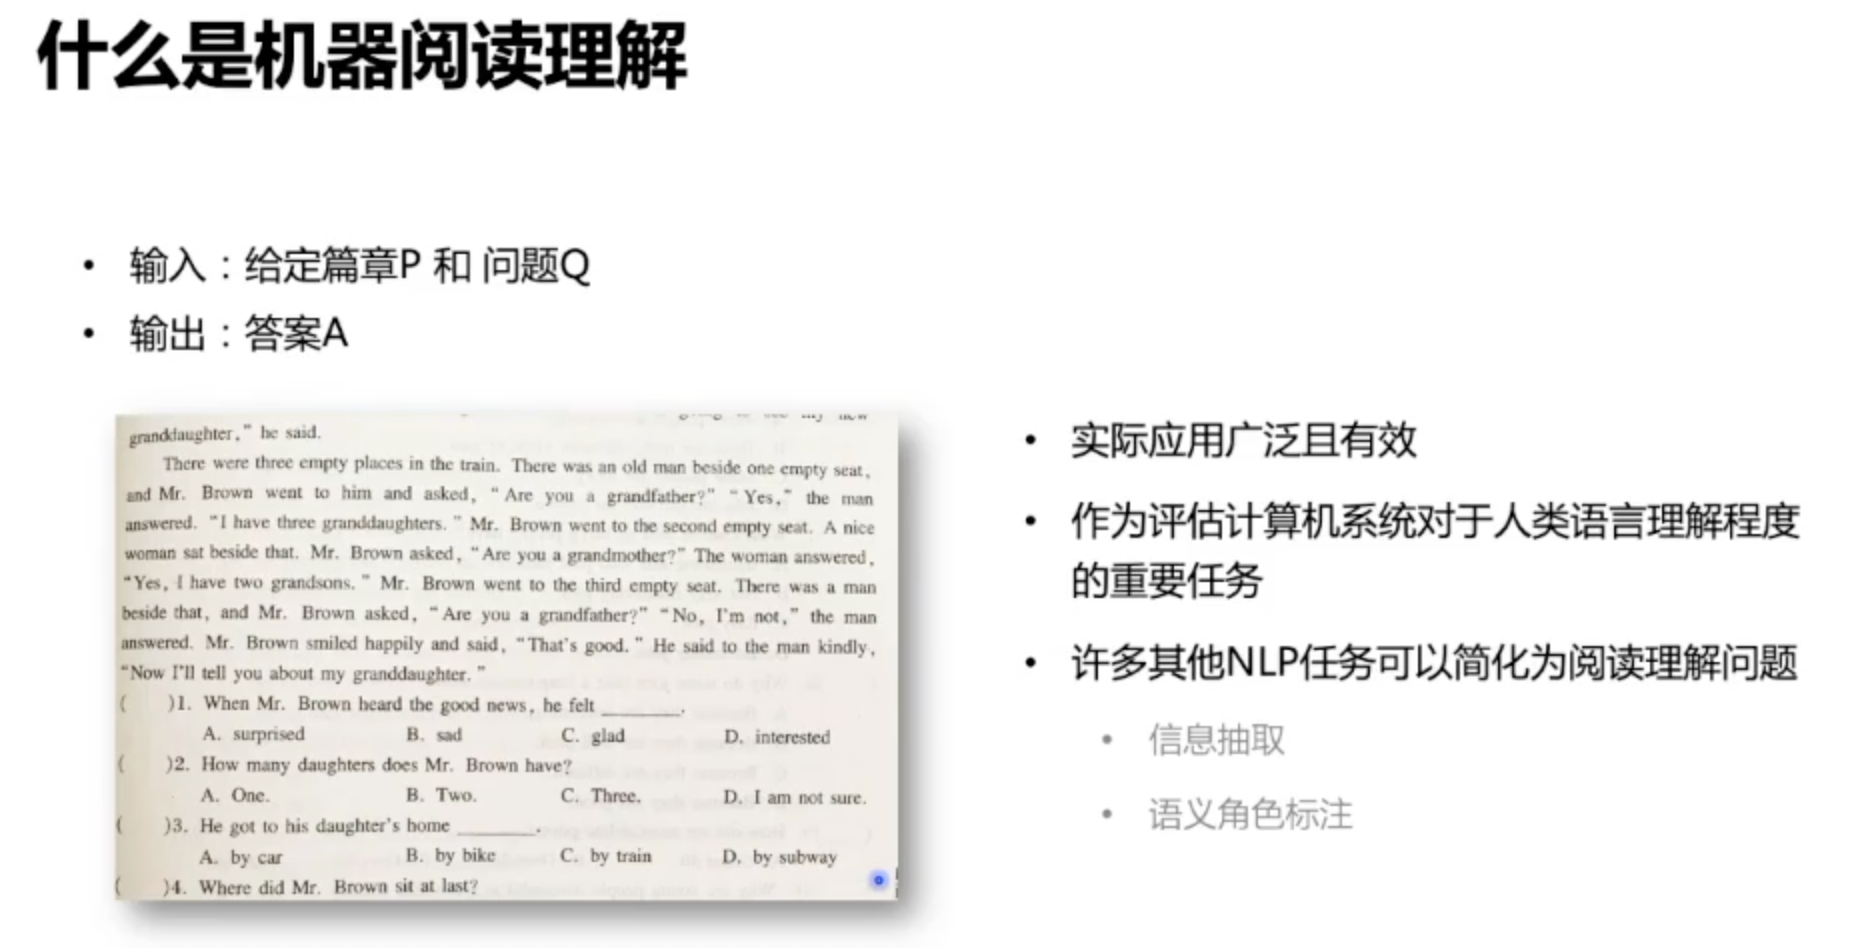 什么是机器阅读理解
• 输入：给定篇章P 和 问题Q
• 输出：答案A
granddaughter," he said.
There were three empty places in the train. There was an old man beside one empty seat,
and Mr. Brown went to him and asked, "Are you a grandfather?" "Yes," the man
answered. "I have three granddaughters." Mr. Brown went to the second empty seat. A nice
woman sat beside that. Mr. Brown asked, "Are you a grandmother?" The woman answered,
"Yes, I have two grandsons." Mr. Brown went to the third empty seat. There was a man
beside that, and Mr. Brown asked, "Are you a grandfather?" "No, I'm not," the man
answered. Mr. Brown smiled happily and said, "That's good." He said to the man kindly,
"Now I'll tell you about my granddaughter."
( )1. When Mr. Brown heard the good news, he felt ______.
A. surprised B. sad C. glad D. interested
( )2. How many daughters does Mr. Brown have?
A. One. B. Two. C. Three. D. I am not sure.
( )3. He got to his daughter's home ______.
A. by car B. by bike C. by train D. by subway
( )4. Where did Mr. Brown sit at last?
• 实际应用广泛且有效
• 作为评估计算机系统对于人类语言理解程度
的重要任务
• 许多其他NLP任务可以简化为阅读理解问题
• 信息抽取
• 语义角色标注